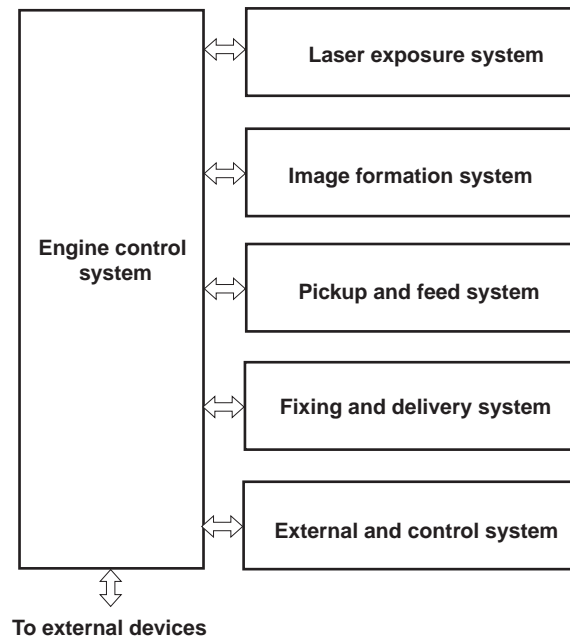 Laser exposure system
Image formation system
Engine control
system
Pickup and feed system
Fixing and delivery system
External and control system
To external devices